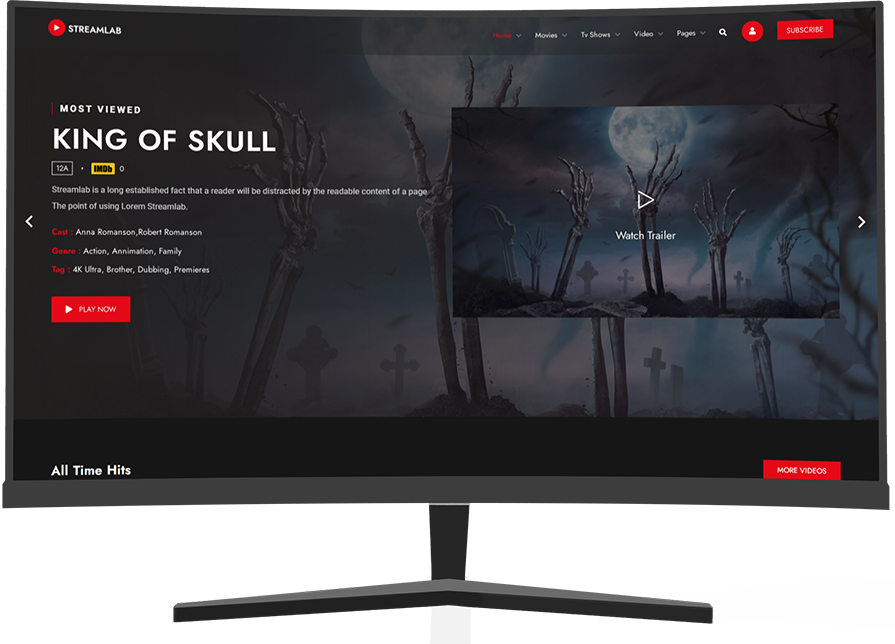 STREAMLAB
Home Movies Tv Shows Video Pages SUBSCRIBE
MOST VIEWED
KING OF SKULL
12A • IMDb 0
Streamlab is a long established fact that a reader will be distracted by the readable content of a page
The point of using Lorem Streamlab.
Cast : Anna Romanson,Robert Romanson
Genre : Action, Annimation, Family
Tag : 4K Ultra, Brother, Dubbing, Premieres
PLAY NOW
Watch Trailer
All Time Hits
MORE VIDEOS